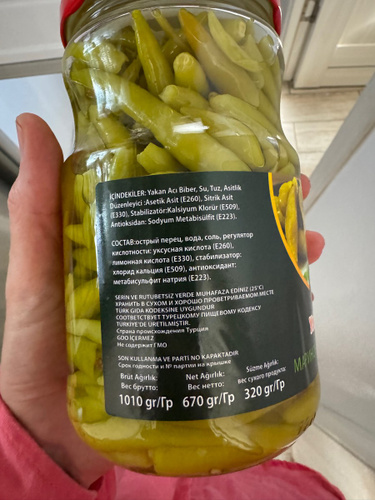 İÇİNDEKİLER: Yakan Acı Biber, Su, Tuz, Asitlik
Düzenleyici :Asetik Asit (E260), Sitrik Asit
(E330), Stabilizatör:Kalsiyum Klorür (E509),
Antioksidan: Sodyum Metabisülfit (E223).
СОСТАВ:острый перец, вода, соль, регулятор
кислотности: уксусная кислота (E260),
лимонная кислота (E330), стабилизатор:
хлорид кальция (E509), антиоксидант:
метабисульфит натрия (E223).
SERİN VE RUTUBETSİZ YERDE MUHAFAZA EDİNİZ (25°C)
ХРАНИТЬ В СУХОМ И ХОРОШО ПРОВЕТРИВАЕМОМ МЕСТЕ
TURK GIDA KODEKSINE UYGUNDUR
СООТВЕТСТВУЕТ ТУРЕЦКОМУ ПИЩЕВОМУ КОДЕКСУ
TÜRKİYE'DE ÜRETİLMİŞTİR.
Страна происхождения Турция
GDO İÇERMEZ
Не содержит ГМО
SON KULLANMA VE PARTİ NO KAPAKTADIR
Срок годности и № партии на крышке
Brüt Ağırlık: Net Ağırlık: Süzme Ağırlık:
Вес брутто: Вес нетто: вес сухого продукта:
1010 gr/Гр 670 gr/Гр 320 gr/Гр